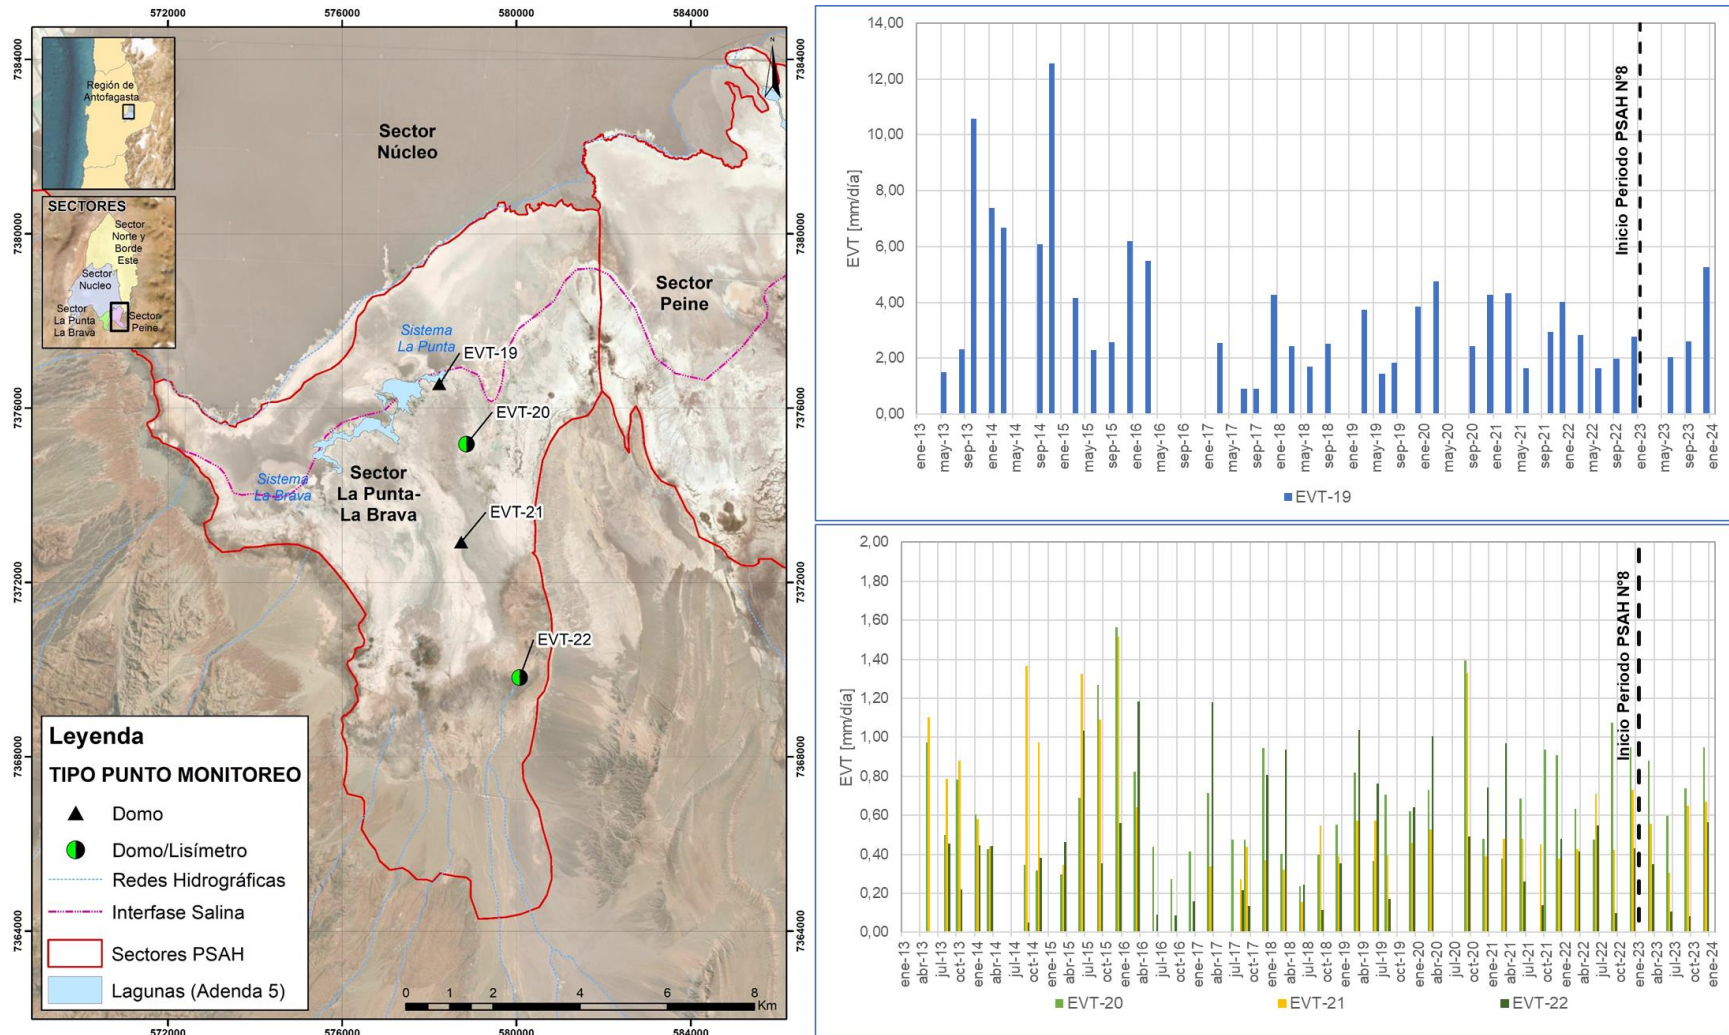 572000
576000
580000
584000
7384000
7380000
7376000
7372000
7368000
7364000
7384000
7380000
7376000
7372000
7368000
7364000
572000
576000
580000
584000
N
Región de
Antofagasta
SECTORES
Sector
Norte y
Borde
Este
Sector
Nucleo
Sector
La Punta
La Brava
Sector
Peine
Sector
Núcleo
Sector
Peine
Sistema
La Punta
EVT-19
EVT-20
Sector
La Punta-
La Brava
Sistema
La Brava
EVT-21
EVT-22
Leyenda
TIPO PUNTO MONITOREO
Domo
Domo/Lisímetro
Redes Hidrográficas
Interfase Salina
Sectores PSAH
Lagunas (Adenda 5)
0 1 2 4 6 8
Km
EVT [mm/día]
14,00
12,00
10,00
8,00
6,00
4,00
2,00
0,00
Inicio Periodo PSAH N°8
ene-13
may-13
sep-13
ene-14
may-14
sep-14
ene-15
may-15
sep-15
ene-16
may-16
sep-16
ene-17
may-17
sep-17
ene-18
may-18
sep-18
ene-19
may-19
sep-19
ene-20
may-20
sep-20
ene-21
may-21
sep-21
ene-22
may-22
sep-22
ene-23
may-23
sep-23
ene-24
EVT-19
EVT [mm/día]
2,00
1,80
1,60
1,40
1,20
1,00
0,80
0,60
0,40
0,20
0,00
Inicio Periodo PSAH N°8
ene-13
abr-13
jul-13
oct-13
ene-14
abr-14
jul-14
oct-14
ene-15
abr-15
jul-15
oct-15
ene-16
abr-16
jul-16
oct-16
ene-17
abr-17
jul-17
oct-17
ene-18
abr-18
jul-18
oct-18
ene-19
abr-19
jul-19
oct-19
ene-20
abr-20
jul-20
oct-20
ene-21
abr-21
jul-21
oct-21
ene-22
abr-22
jul-22
oct-22
ene-23
abr-23
jul-23
oct-23
ene-24
EVT-20
EVT-21
EVT-22